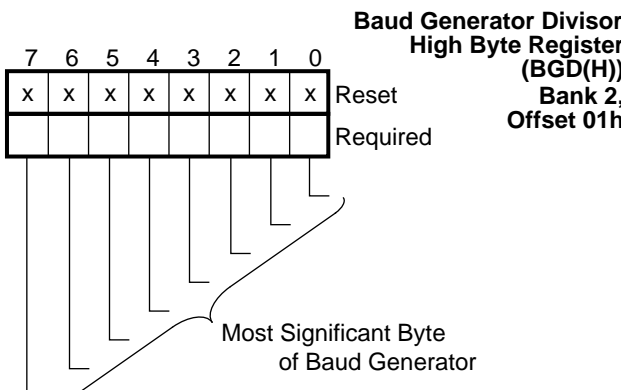 Baud Generator Divisor
High Byte Register
(BGD(H))
Bank 2,
Offset 01h
7 6 5 4 3 2 1 0
x x x x x x x x Reset
Required
Most Significant Byte
of Baud Generator